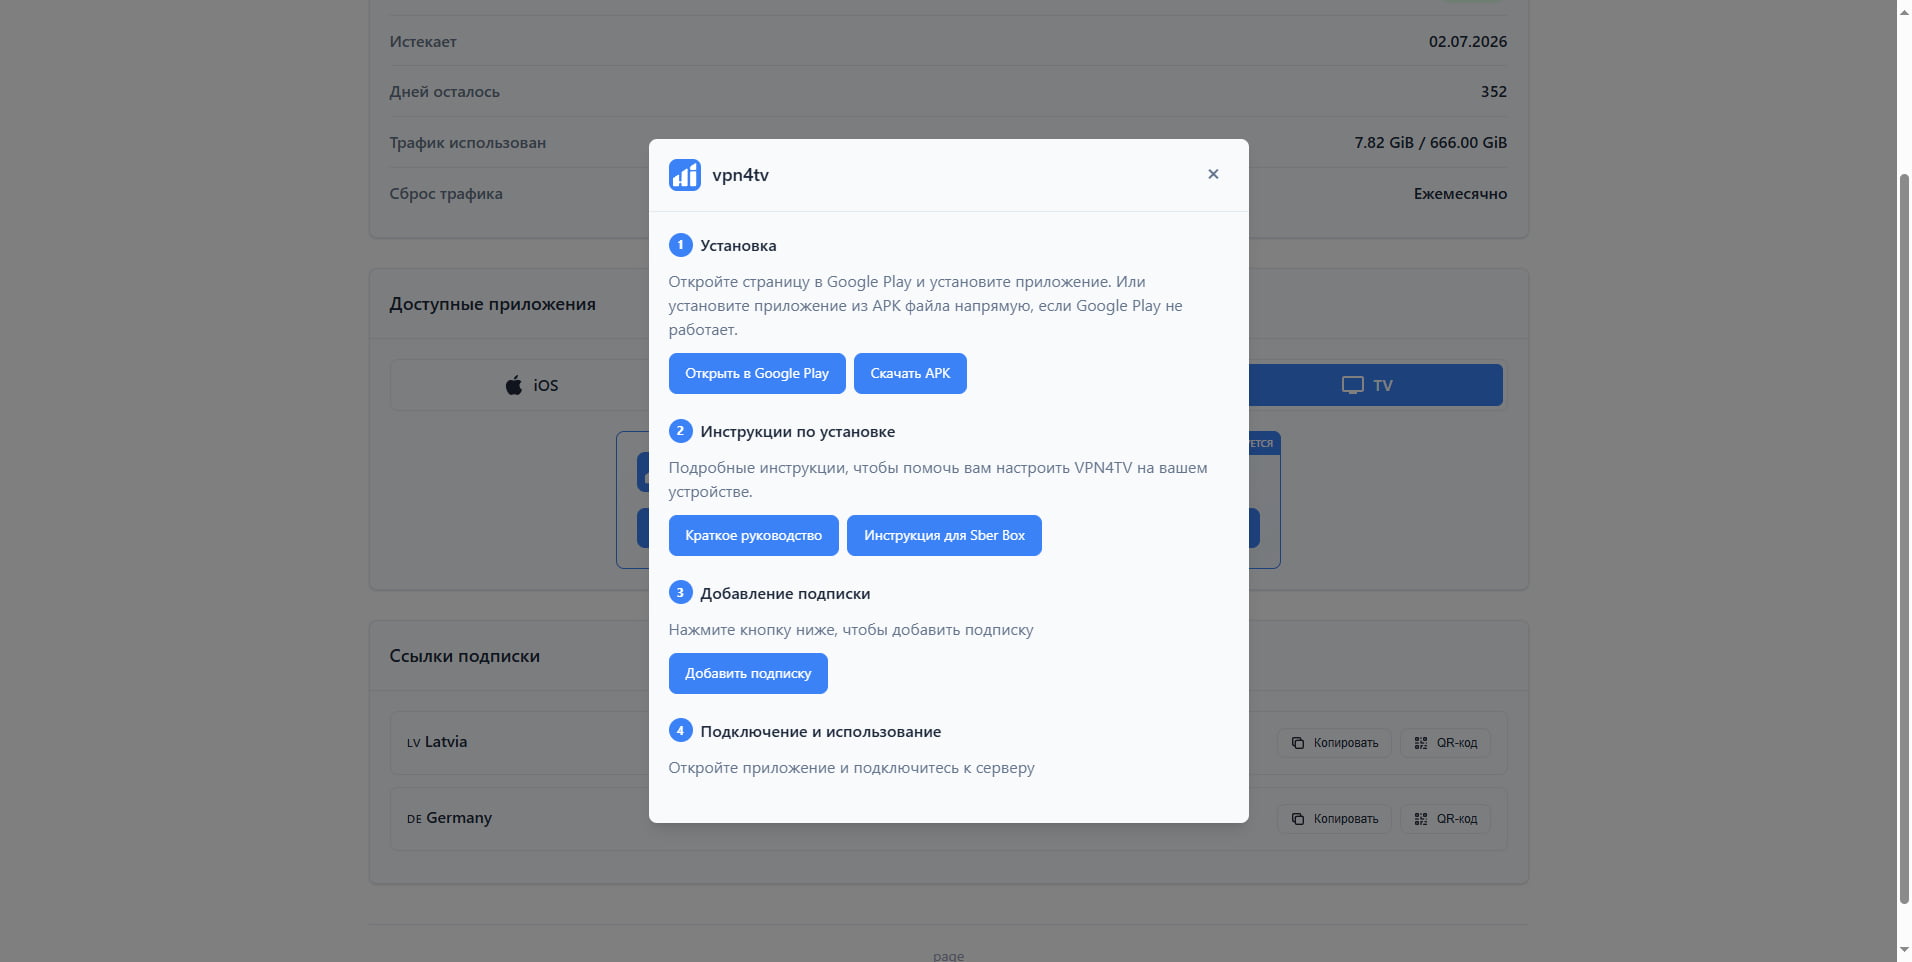 Истекает
02.07.2026
Дней осталось
352
Трафик использован
7.82 GiB / 666.00 GiB
Сброс трафика
Ежемесячно
vpn4tv
1 Установка
Откройте страницу в Google Play и установите приложение. Или
установите приложение из APK файла напрямую, если Google Play не
работает.
Открыть в Google Play
Скачать APK
2 Инструкции по установке
Подробные инструкции, чтобы помочь вам настроить VPN4TV на вашем
устройстве.
Краткое руководство
Инструкция для Sber Box
3 Добавление подписки
Нажмите кнопку ниже, чтобы добавить подписку
Добавить подписку
4 Подключение и использование
Откройте приложение и подключитесь к серверу
Доступные приложения
iOS
TV
Ссылки подписки
LV Latvia
Копировать
QR-код
DE Germany
Копировать
QR-код
page